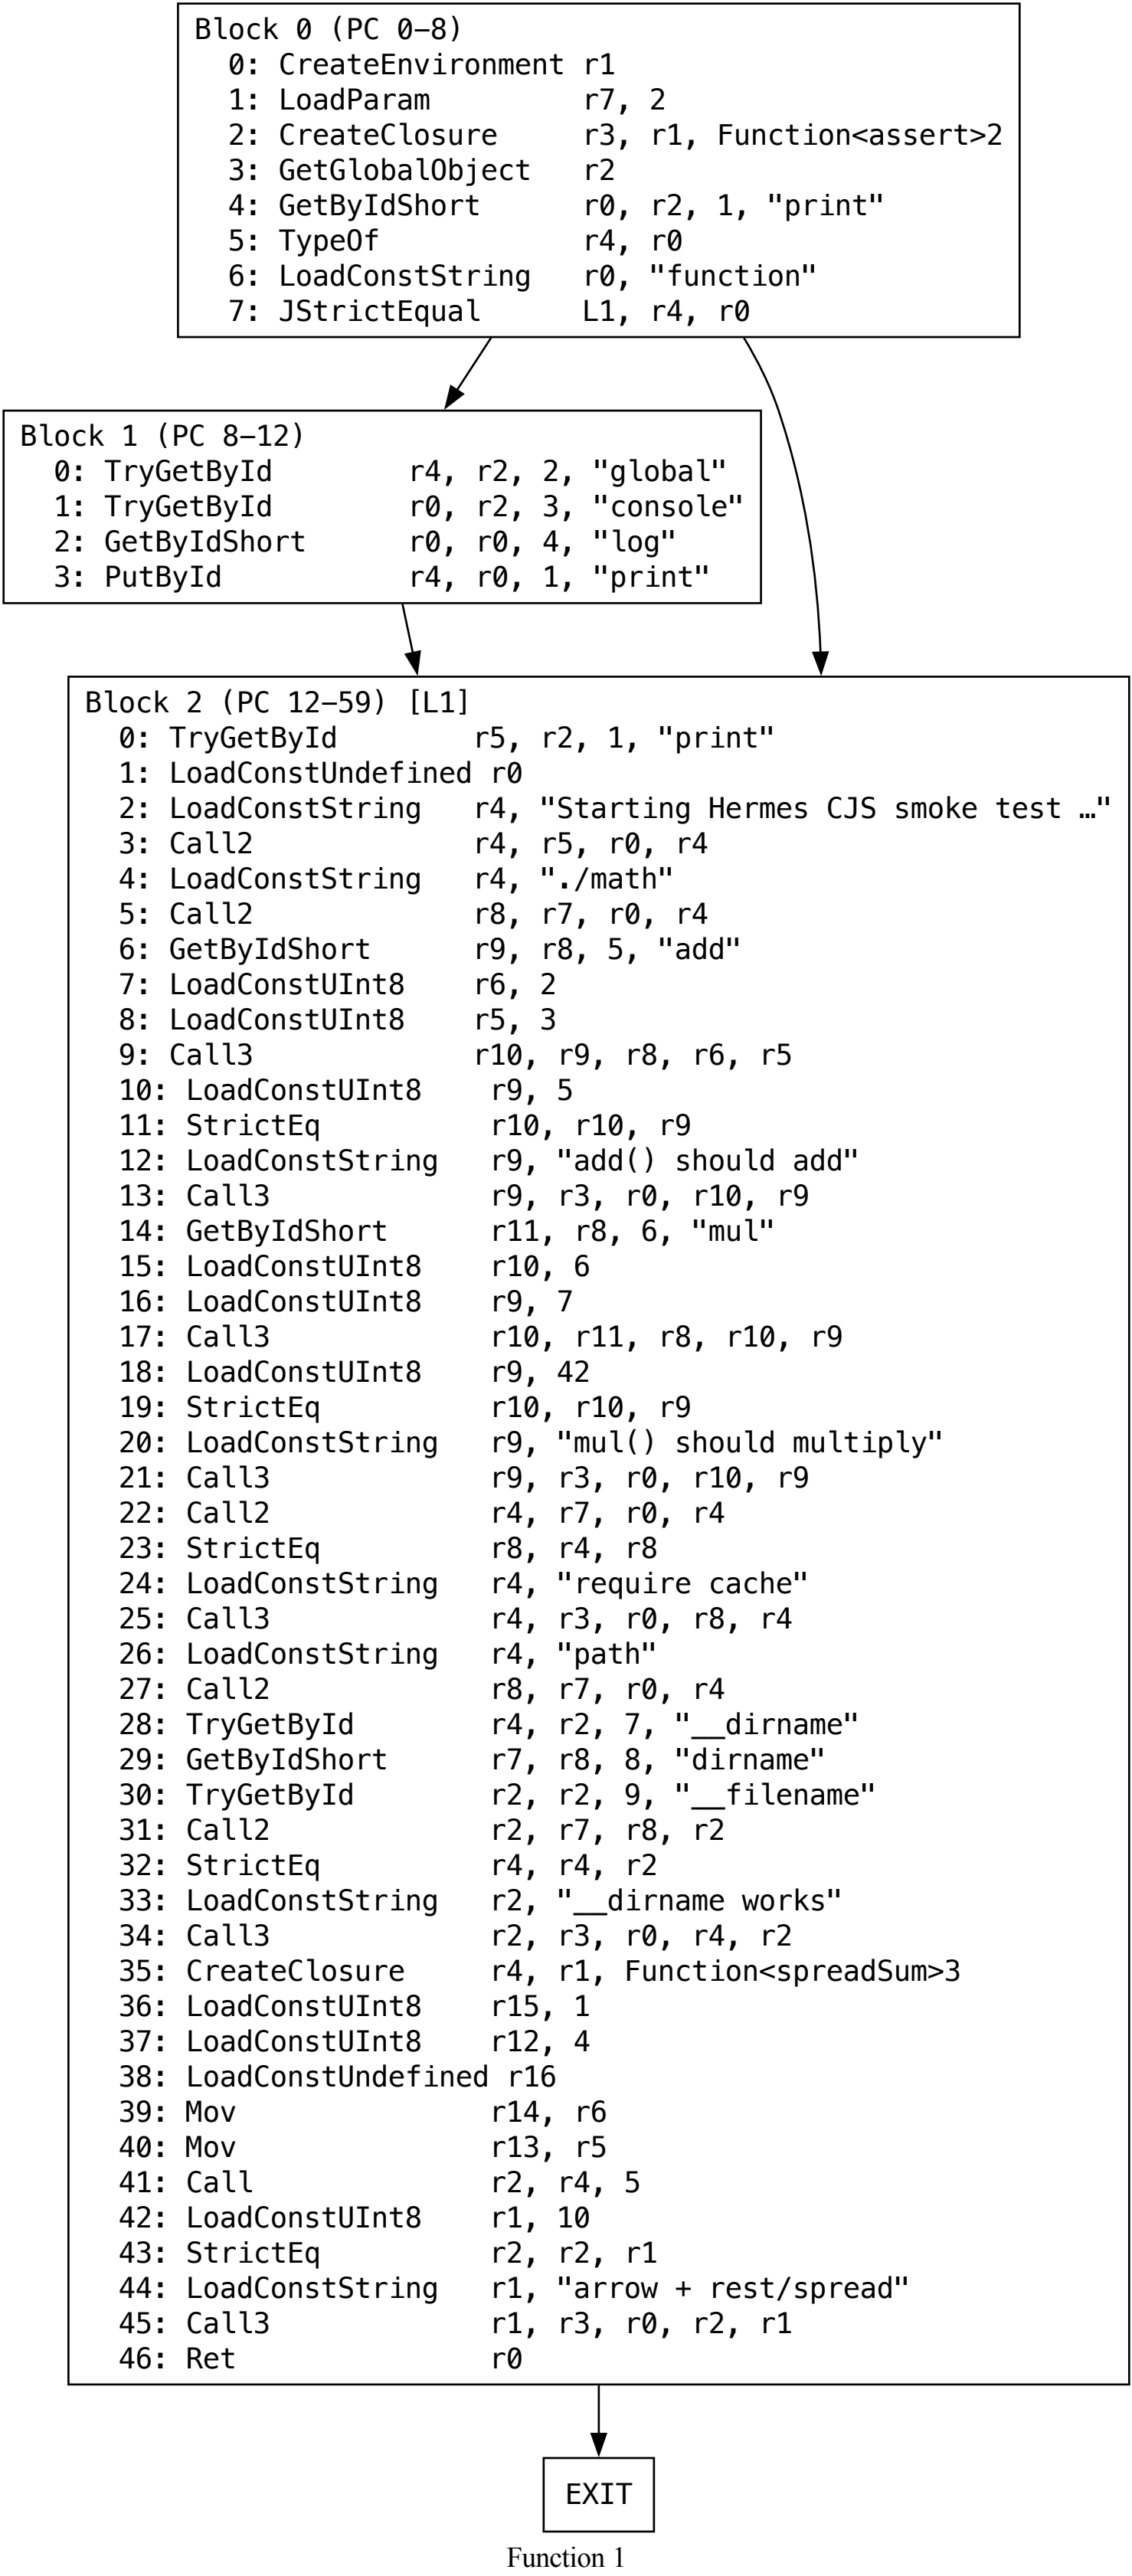 Block 0 (PC 0–8)
0: CreateEnvironment r1
1: LoadParam r7, 2
2: CreateClosure r3, r1, Function<assert>2
3: GetGlobalObject r2
4: GetByIdShort r0, r2, 1, "print"
5: TypeOf r4, r0
6: LoadConstString r0, "function"
7: JStrictEqual L1, r4, r0
Block 1 (PC 8–12)
0: TryGetById r4, r2, 2, "global"
1: TryGetById r0, r2, 3, "console"
2: GetByIdShort r0, r0, 4, "log"
3: PutById r4, r0, 1, "print"
Block 2 (PC 12–59) [L1]
0: TryGetById r5, r2, 1, "print"
1: LoadConstUndefined r0
2: LoadConstString r4, "Starting Hermes CJS smoke test …"
3: Call2 r4, r5, r0, r4
4: LoadConstString r4, "./math"
5: Call2 r8, r7, r0, r4
6: GetByIdShort r9, r8, 5, "add"
7: LoadConstUInt8 r6, 2
8: LoadConstUInt8 r5, 3
9: Call3 r10, r9, r8, r6, r5
10: LoadConstUInt8 r9, 5
11: StrictEq r10, r10, r9
12: LoadConstString r9, "add() should add"
13: Call3 r9, r3, r0, r10, r9
14: GetByIdShort r11, r8, 6, "mul"
15: LoadConstUInt8 r10, 6
16: LoadConstUInt8 r9, 7
17: Call3 r10, r11, r8, r10, r9
18: LoadConstUInt8 r9, 42
19: StrictEq r10, r10, r9
20: LoadConstString r9, "mul() should multiply"
21: Call3 r9, r3, r0, r10, r9
22: Call2 r4, r7, r0, r4
23: StrictEq r8, r4, r8
24: LoadConstString r4, "require cache"
25: Call3 r4, r3, r0, r8, r4
26: LoadConstString r4, "path"
27: Call2 r8, r7, r0, r4
28: TryGetById r4, r2, 7, "__dirname"
29: GetByIdShort r7, r8, 8, "dirname"
30: TryGetById r2, r2, 9, "__filename"
31: Call2 r2, r7, r8, r2
32: StrictEq r4, r4, r2
33: LoadConstString r2, "__dirname works"
34: Call3 r2, r3, r0, r4, r2
35: CreateClosure r4, r1, Function<spreadSum>3
36: LoadConstUInt8 r15, 1
37: LoadConstUInt8 r12, 4
38: LoadConstUndefined r16
39: Mov r14, r6
40: Mov r13, r5
41: Call r2, r4, 5
42: LoadConstUInt8 r1, 10
43: StrictEq r2, r2, r1
44: LoadConstString r1, "arrow + rest/spread"
45: Call3 r1, r3, r0, r2, r1
46: Ret r0
EXIT
Function 1